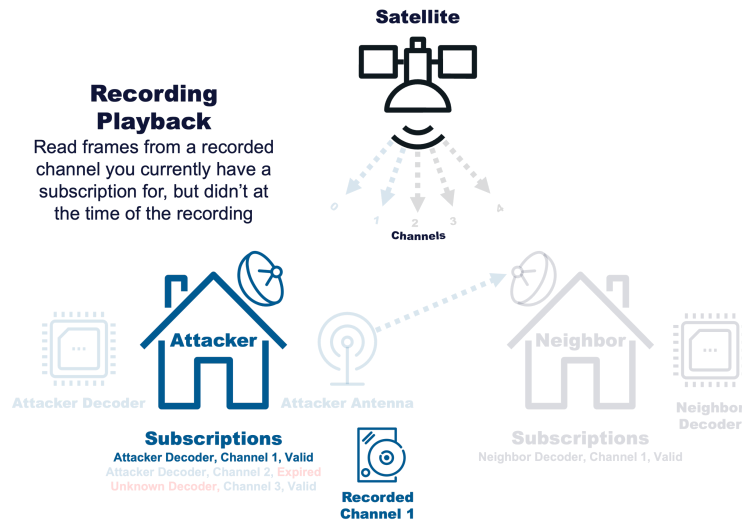 Satellite
Recording
Playback
Read frames from a recorded
channel you currently have a
subscription for, but didn't at
the time of the recording
0
1
2
3
4
Channels
Attacker
Neighbor
Attacker Decoder
Attacker Antenna
Neighbor
Decoder
Subscriptions
Attacker Decoder, Channel 1, Valid
Attacker Decoder, Channel 2, Expired
Unknown Decoder, Channel 3, Valid
Subscriptions
Neighbor Decoder, Channel 1, Valid
Recorded
Channel 1